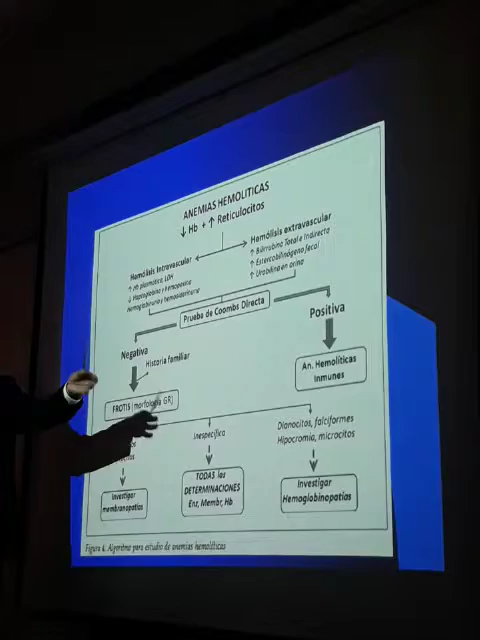 ANEMIAS HEMOLITICAS
↓ Hb + ↑ Reticulocitos
Hemólisis Intravascular
↑ Hb plasmática, LDH
↓ Haptoglobina y hemopexina
Hemoglobinuria y hemosiderinuria
Hemólisis extravascular
↑ Bilirrubina Total e Indirecta
↑ Estercobilinógeno fecal
↑ Urobilina en orina
Prueba de Coombs Directa
Negativa
Historia familiar
Positiva
FROTIS (morfología GR)
An. Hemolíticas
Inmunes
Inespecífico
Dianocitos, falciformes
Hipocromía, microcitos
Investigar
membranopatías
TODAS las
DETERMINACIONES
Enz, Membr, Hb
Investigar
Hemoglobinopatías
Figura 4. Algoritmo para estudio de anemias hemolíticas